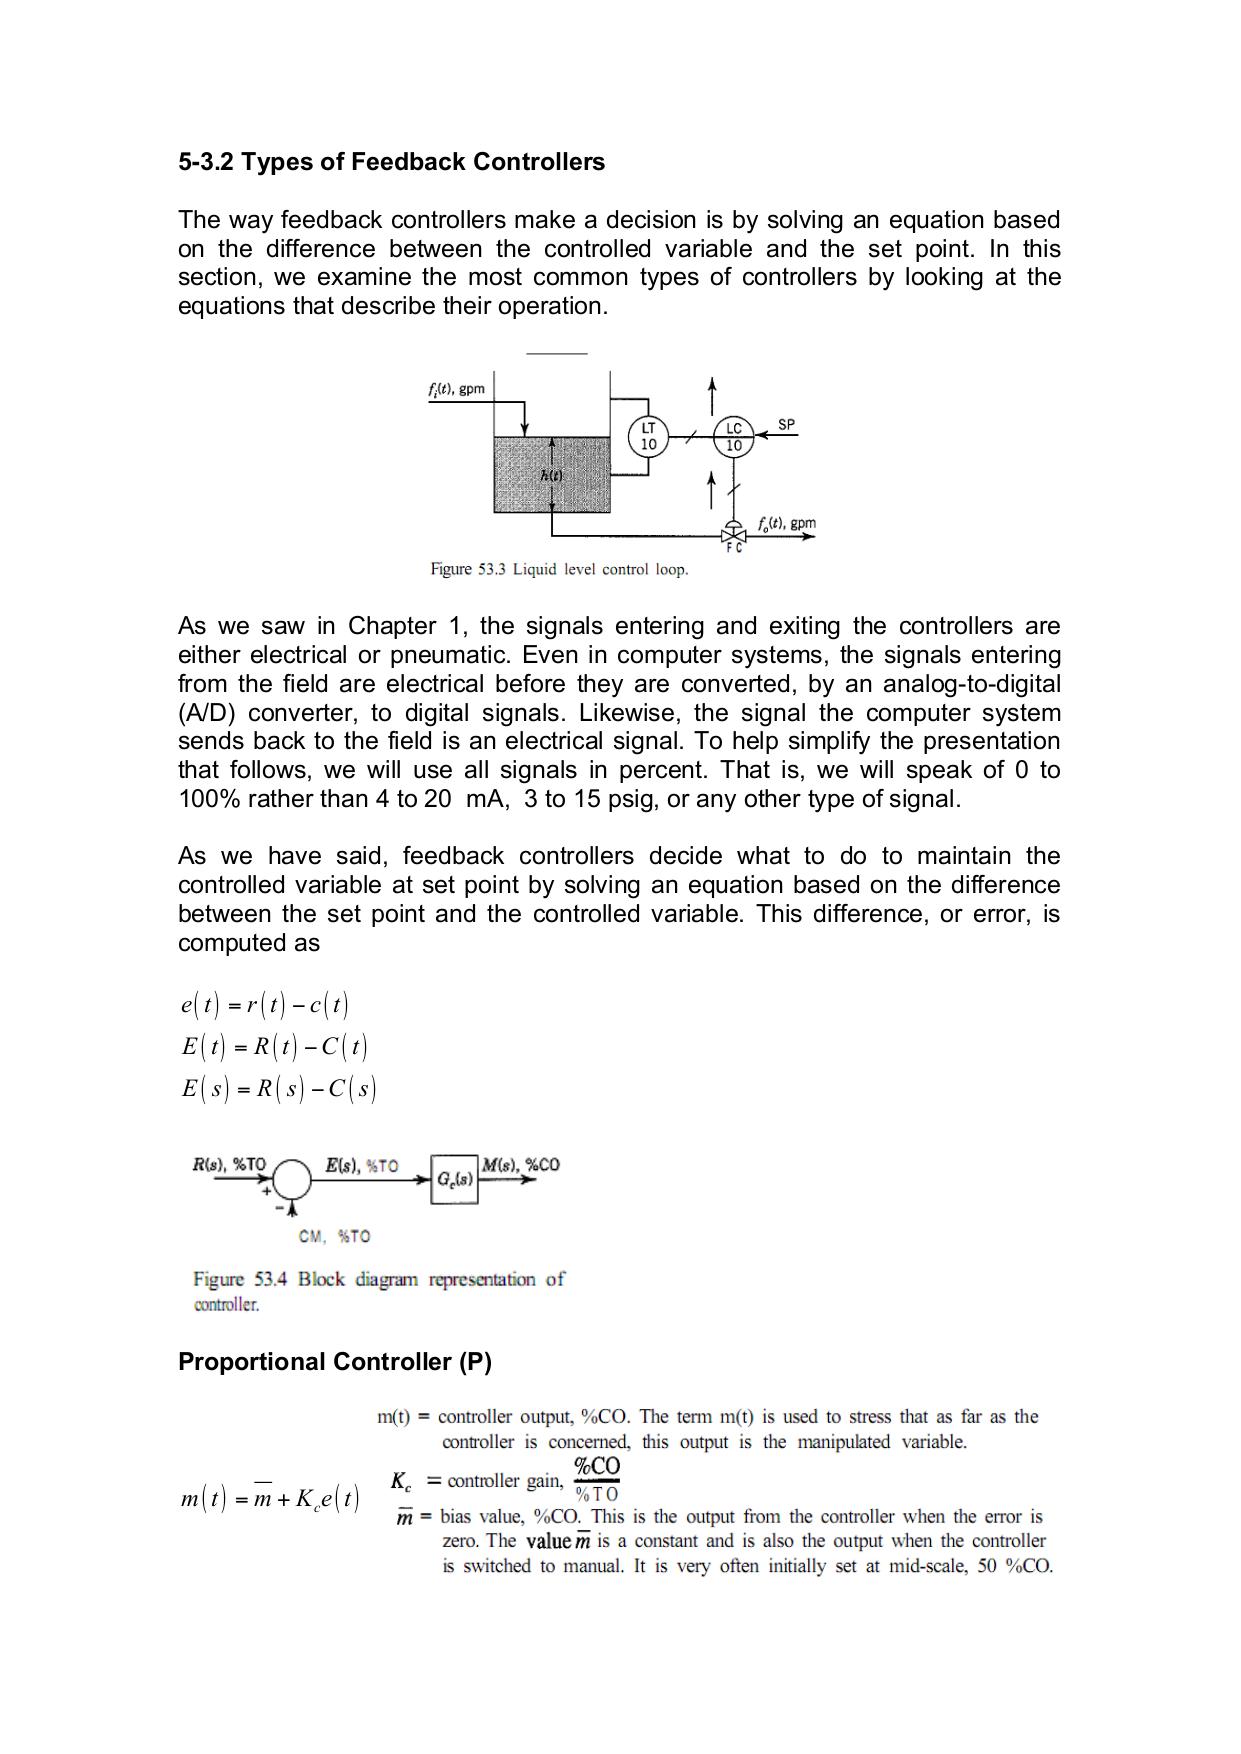 5-3.2 Types of Feedback Controllers
The way feedback controllers make a decision is by solving an equation based
on the difference between the controlled variable and the set point. In this
section, we examine the most common types of controllers by looking at the
equations that describe their operation.
fᵢ(t), gpm
h(t)
LT
10
LC
10
SP
fₒ(t), gpm
FC
Figure 53.3 Liquid level control loop.
As we saw in Chapter 1, the signals entering and exiting the controllers are
either electrical or pneumatic. Even in computer systems, the signals entering
from the field are electrical before they are converted, by an analog-to-digital
(A/D) converter, to digital signals. Likewise, the signal the computer system
sends back to the field is an electrical signal. To help simplify the presentation
that follows, we will use all signals in percent. That is, we will speak of 0 to
100% rather than 4 to 20 mA, 3 to 15 psig, or any other type of signal.
As we have said, feedback controllers decide what to do to maintain the
controlled variable at set point by solving an equation based on the difference
between the set point and the controlled variable. This difference, or error, is
computed as
e(t) = r(t) − c(t)
E(t) = R(t) − C(t)
E(s) = R(s) − C(s)
R(s), %TO
E(s), %TO
M(s), %CO
G_c(s)
+
−
CM, %TO
Figure 53.4 Block diagram representation of
controller.
Proportional Controller (P)
m(t) = m̅ + K_c e(t)
m(t) = controller output, %CO. The term m(t) is used to stress that as far as the
controller is concerned, this output is the manipulated variable.
K_c = controller gain, %CO/%TO
m̅ = bias value, %CO. This is the output from the controller when the error is
zero. The value m̅ is a constant and is also the output when the controller
is switched to manual. It is very often initially set at mid-scale, 50 %CO.